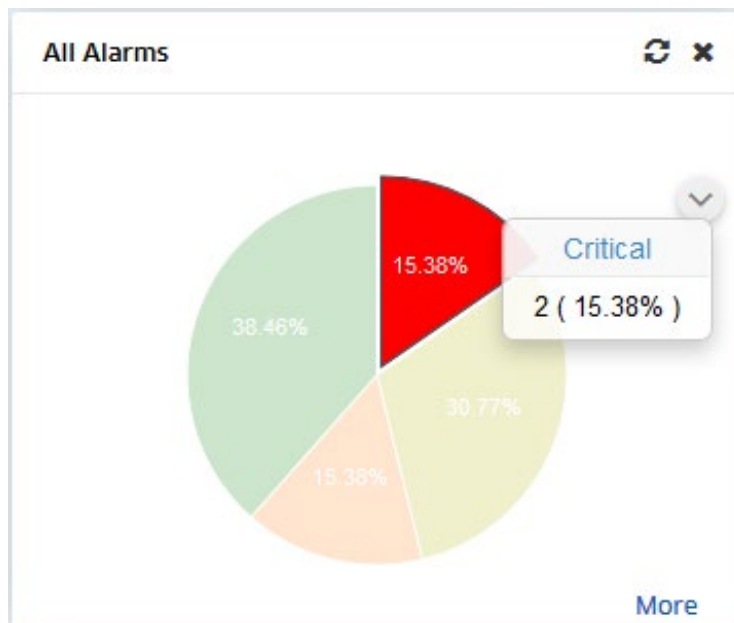 All Alarms
15.38%
Critical
2 ( 15.38% )
38.46%
30.77%
15.38%
More